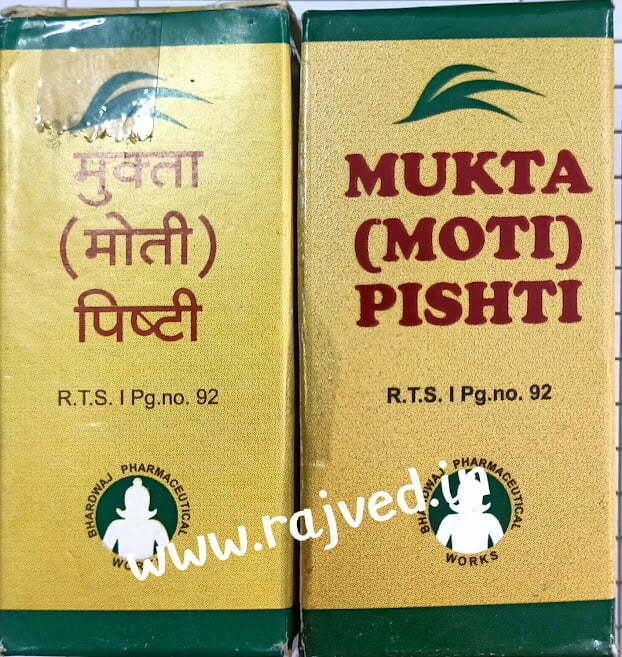 मुक्ता
(मोती)
पिष्टी
R.T.S. I Pg.no. 92
BHARDWAJ PHARMACEUTICAL
WORKS
MUKTA
(MOTI)
PISHTI
R.T.S. I Pg.no. 92
BHARDWAJ PHARMACEUTICAL
WORKS
www.rajved.in